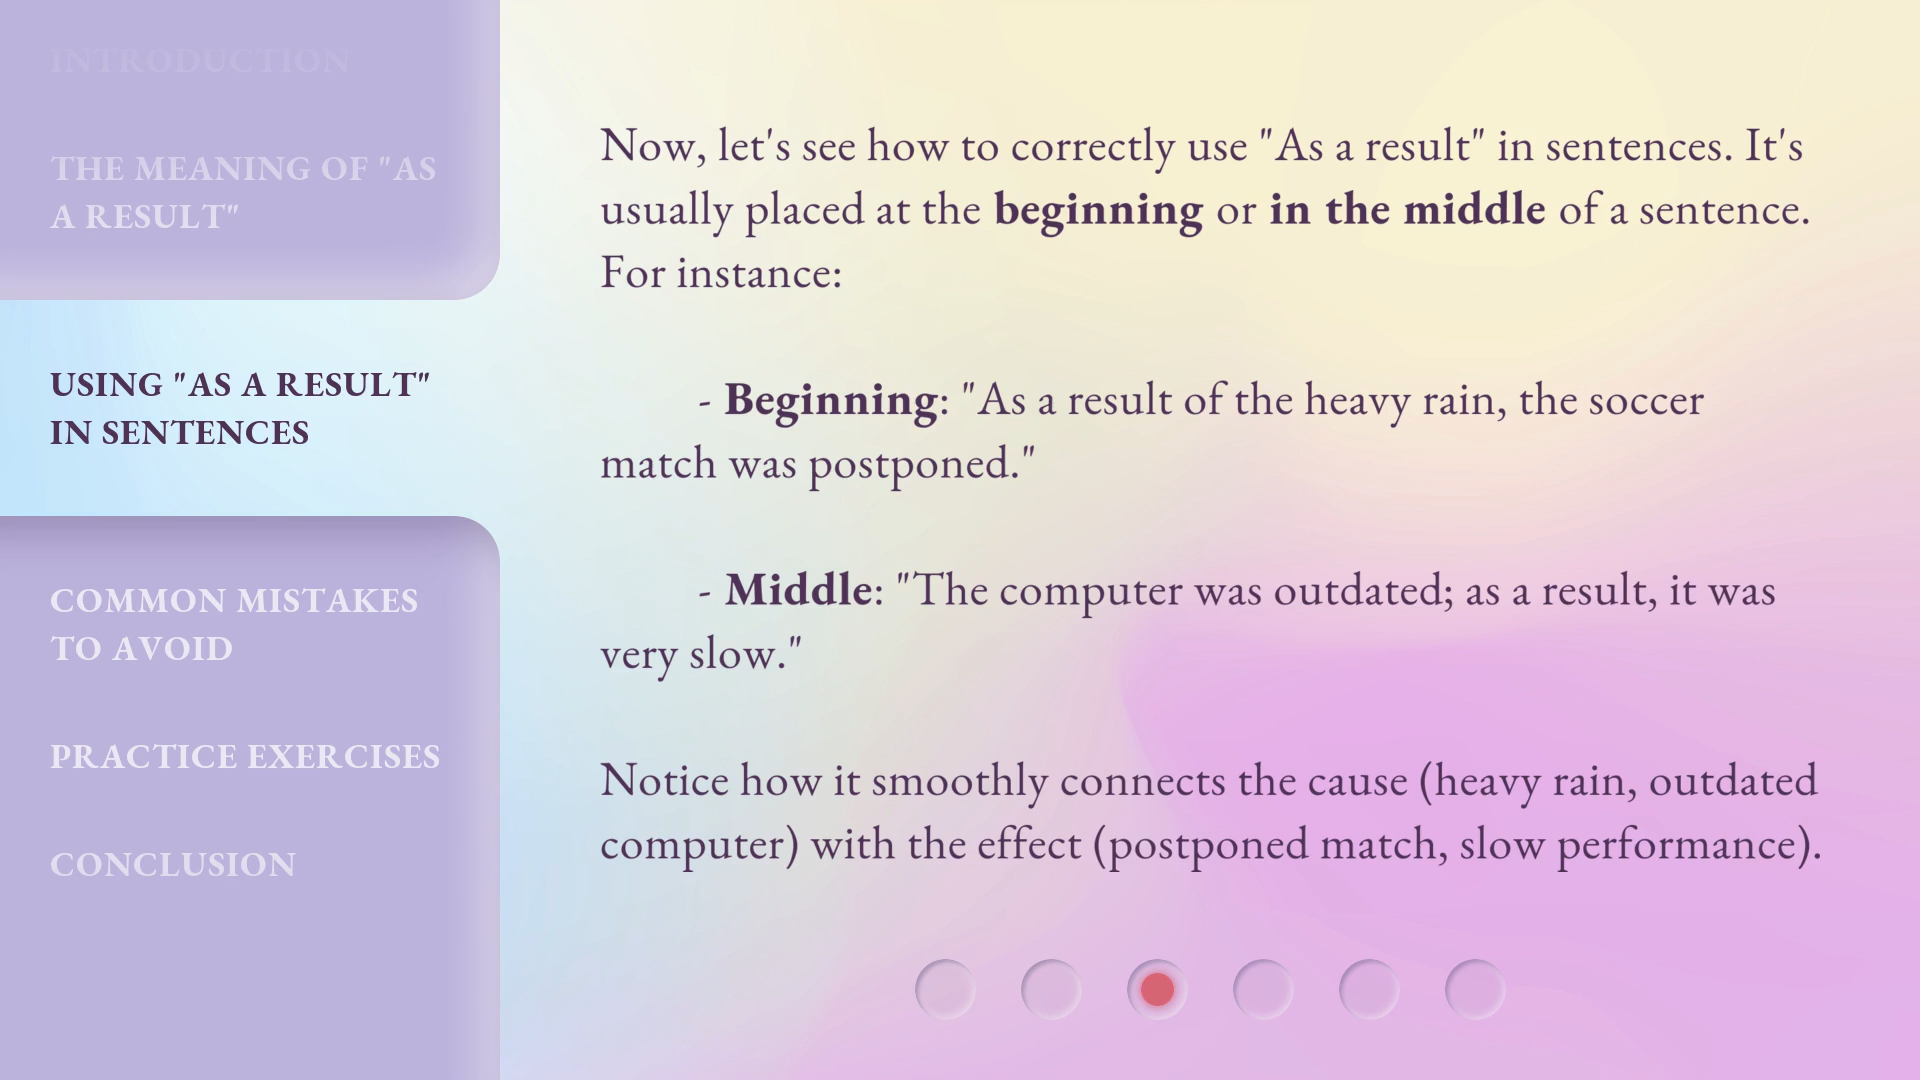 INTRODUCTION
THE MEANING OF "AS
A RESULT"
USING "AS A RESULT"
IN SENTENCES
COMMON MISTAKES
TO AVOID
PRACTICE EXERCISES
CONCLUSION
Now, let's see how to correctly use "As a result" in sentences. It's
usually placed at the beginning or in the middle of a sentence.
For instance:
- Beginning: "As a result of the heavy rain, the soccer
match was postponed."
- Middle: "The computer was outdated; as a result, it was
very slow."
Notice how it smoothly connects the cause (heavy rain, outdated
computer) with the effect (postponed match, slow performance).